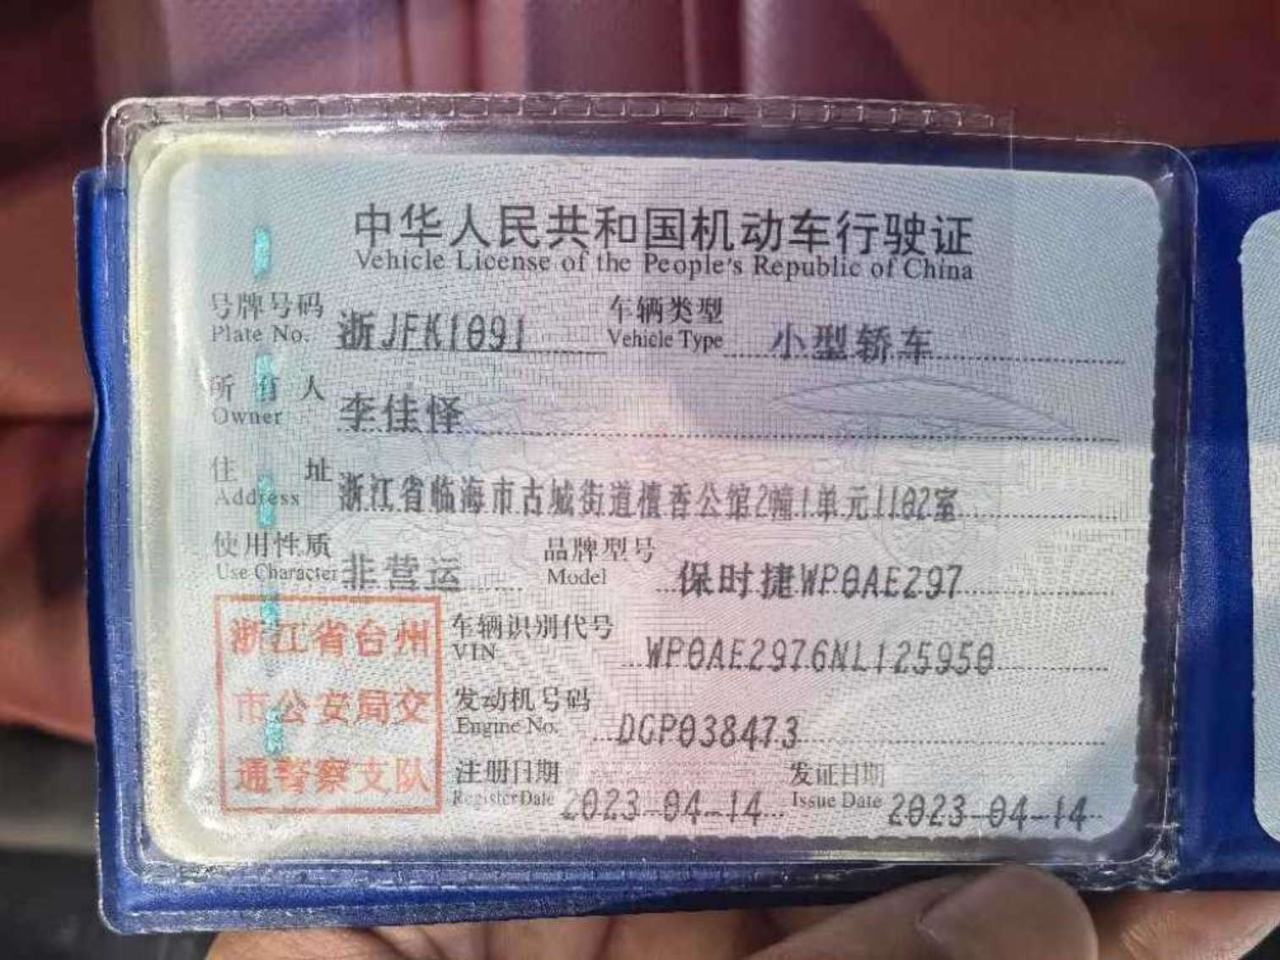 中华人民共和国机动车行驶证
Vehicle License of the People's Republic of China
号牌号码 浙JFK1091 车辆类型 小型轿车
Plate No. Vehicle Type
所有人 李佳怿
Owner
住址 浙江省临海市古城街道檀香公馆2幢1单元1102室
Address
使用性质 非营运 品牌型号 保时捷WP0AE297
Use Character Model
浙江省台州
市公安局交
通警察支队
车辆识别代号 WP0AE2976NL125950
VIN
发动机号码 DGP038473
Engine No.
注册日期 2023-04-14 发证日期 2023-04-14
Register Date Issue Date